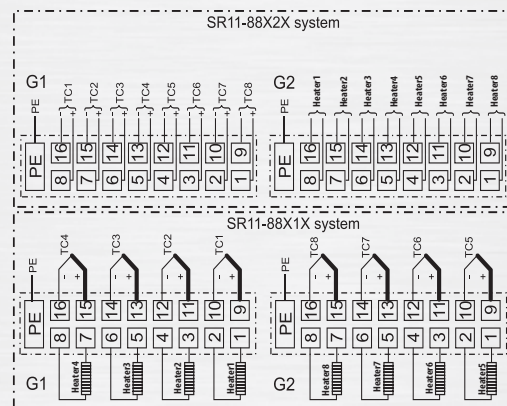 SR11-88X2X system
G1
PE
TC1
TC2
TC3
TC4
TC5
TC6
TC7
TC8
- + - + - + - + - + - + - + - +
PE
16 15 14 13 12 11 10 9
8 7 6 5 4 3 2 1
G2
PE
Heater1
Heater2
Heater3
Heater4
Heater5
Heater6
Heater7
Heater8
PE
16 15 14 13 12 11 10 9
8 7 6 5 4 3 2 1
SR11-88X1X system
PE
TC4
TC3
TC2
TC1
- + - + - + - +
PE
16 15 14 13 12 11 10 9
8 7 6 5 4 3 2 1
G1
Heater4
Heater3
Heater2
Heater1
PE
TC8
TC7
TC6
TC5
- + - + - + - +
PE
16 15 14 13 12 11 10 9
8 7 6 5 4 3 2 1
G2
Heater8
Heater7
Heater6
Heater5